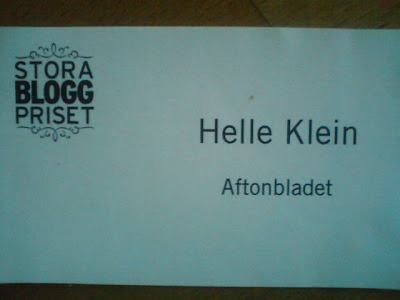 STORA
BLOGG
PRISET
Helle Klein
Aftonbladet